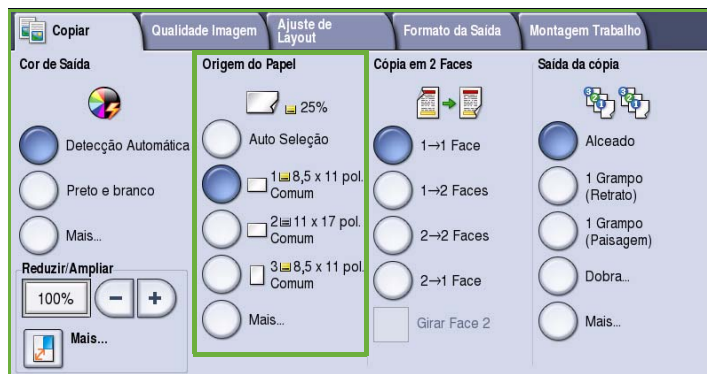 Copiar
Qualidade Imagem
Ajuste de
Layout
Formato da Saída
Montagem Trabalho
Cor de Saída
Detecção Automática
Preto e branco
Mais...
Reduzir/Ampliar
100%
Mais...
Origem do Papel
25%
Auto Seleção
1 8,5 x 11 pol.
Comum
2 11 x 17 pol.
Comum
3 8,5 x 11 pol.
Comum
Mais...
Cópia em 2 Faces
1→1 Face
1→2 Faces
2→2 Faces
2→1 Face
Girar Face 2
Saída da cópia
Alceado
1 Grampo
(Retrato)
1 Grampo
(Paisagem)
Dobra...
Mais...